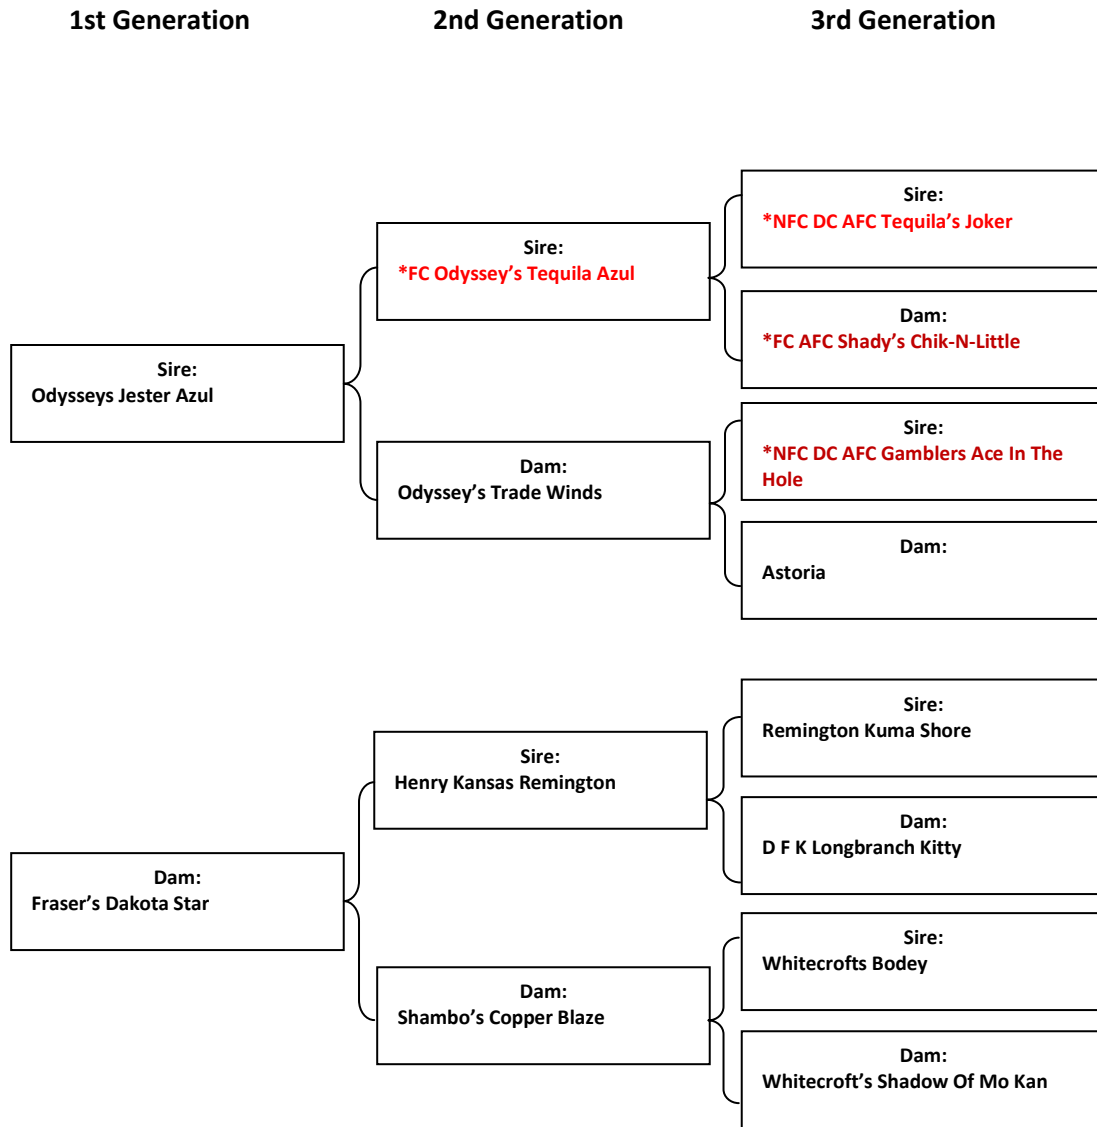 1st Generation
2nd Generation
3rd Generation
Sire:
Odysseys Jester Azul
Sire:
*FC Odyssey’s Tequila Azul
Sire:
*NFC DC AFC Tequila’s Joker
Dam:
*FC AFC Shady’s Chik-N-Little
Dam:
Odyssey’s Trade Winds
Sire:
*NFC DC AFC Gamblers Ace In The
Hole
Dam:
Astoria
Dam:
Fraser’s Dakota Star
Sire:
Henry Kansas Remington
Sire:
Remington Kuma Shore
Dam:
D F K Longbranch Kitty
Dam:
Shambo’s Copper Blaze
Sire:
Whitecrofts Bodey
Dam:
Whitecroft’s Shadow Of Mo Kan